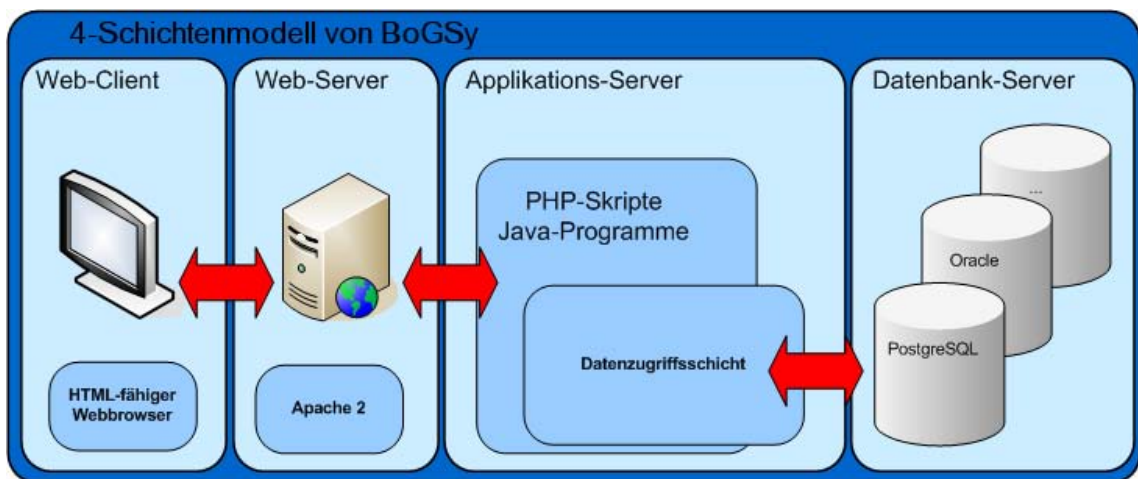 4-Schichtenmodell von BoGSy
Web-Client
Web-Server
Applikations-Server
Datenbank-Server
PHP-Skripte
Java-Programme
Datenzugriffsschicht
...
Oracle
PostgreSQL
HTML-fähiger
Webbrowser
Apache 2